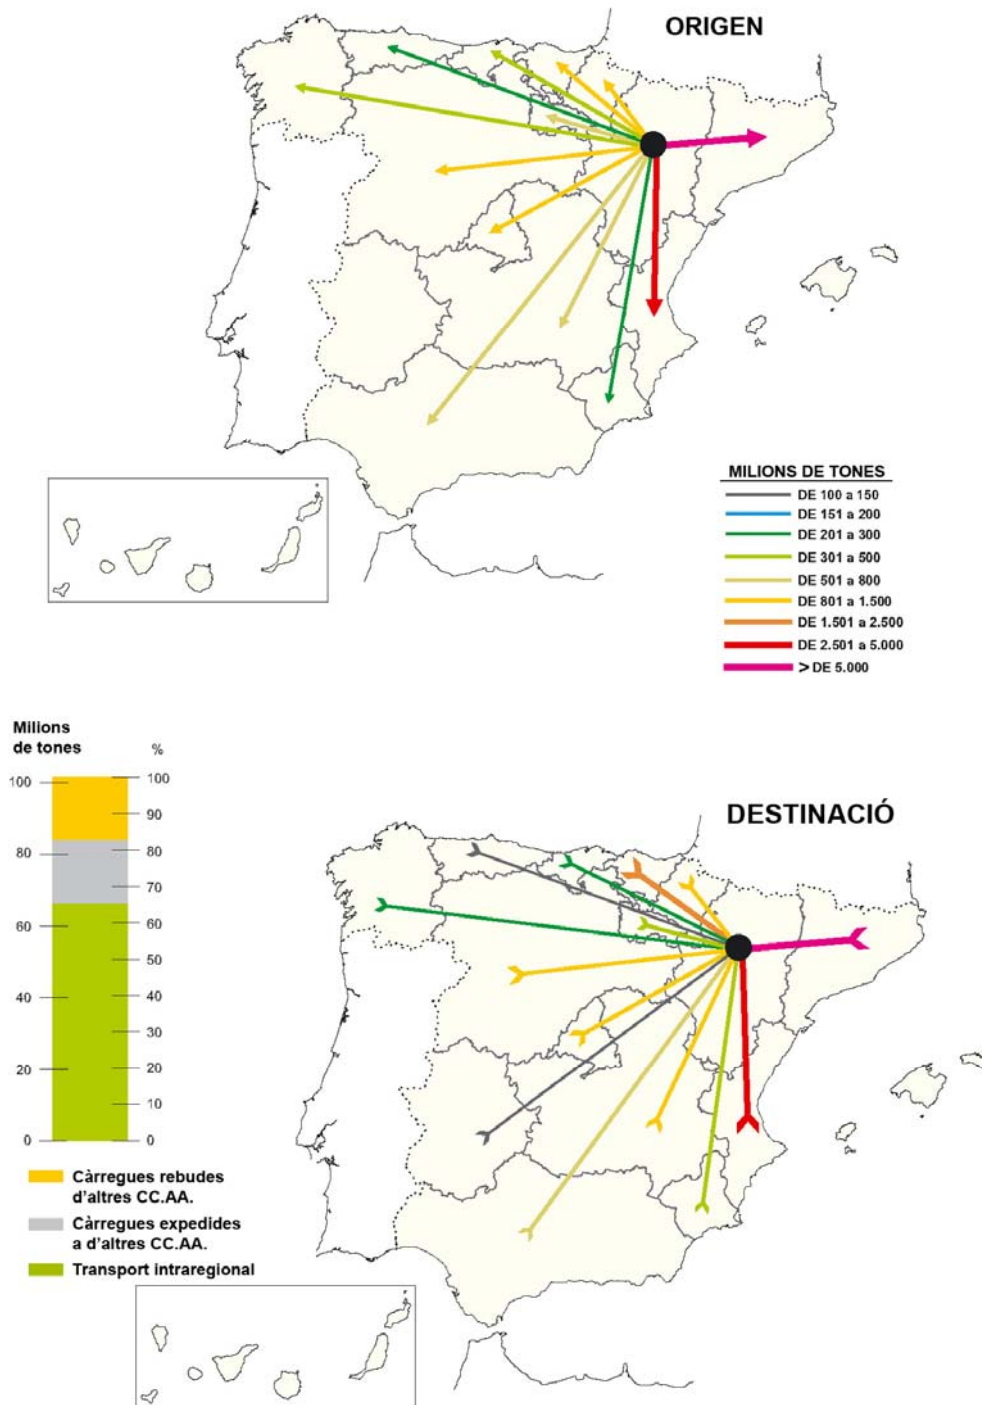 ORIGEN
MILIONS DE TONES
DE 100 a 150
DE 151 a 200
DE 201 a 300
DE 301 a 500
DE 501 a 800
DE 801 a 1.500
DE 1.501 a 2.500
DE 2.501 a 5.000
> DE 5.000
Milions
de tones
%
100
80
60
40
20
0
100
90
80
70
60
50
40
30
20
10
0
Càrregues rebudes
d'altres CC.AA.
Càrregues expedides
a d'altres CC.AA.
Transport intraregional
DESTINACIÓ